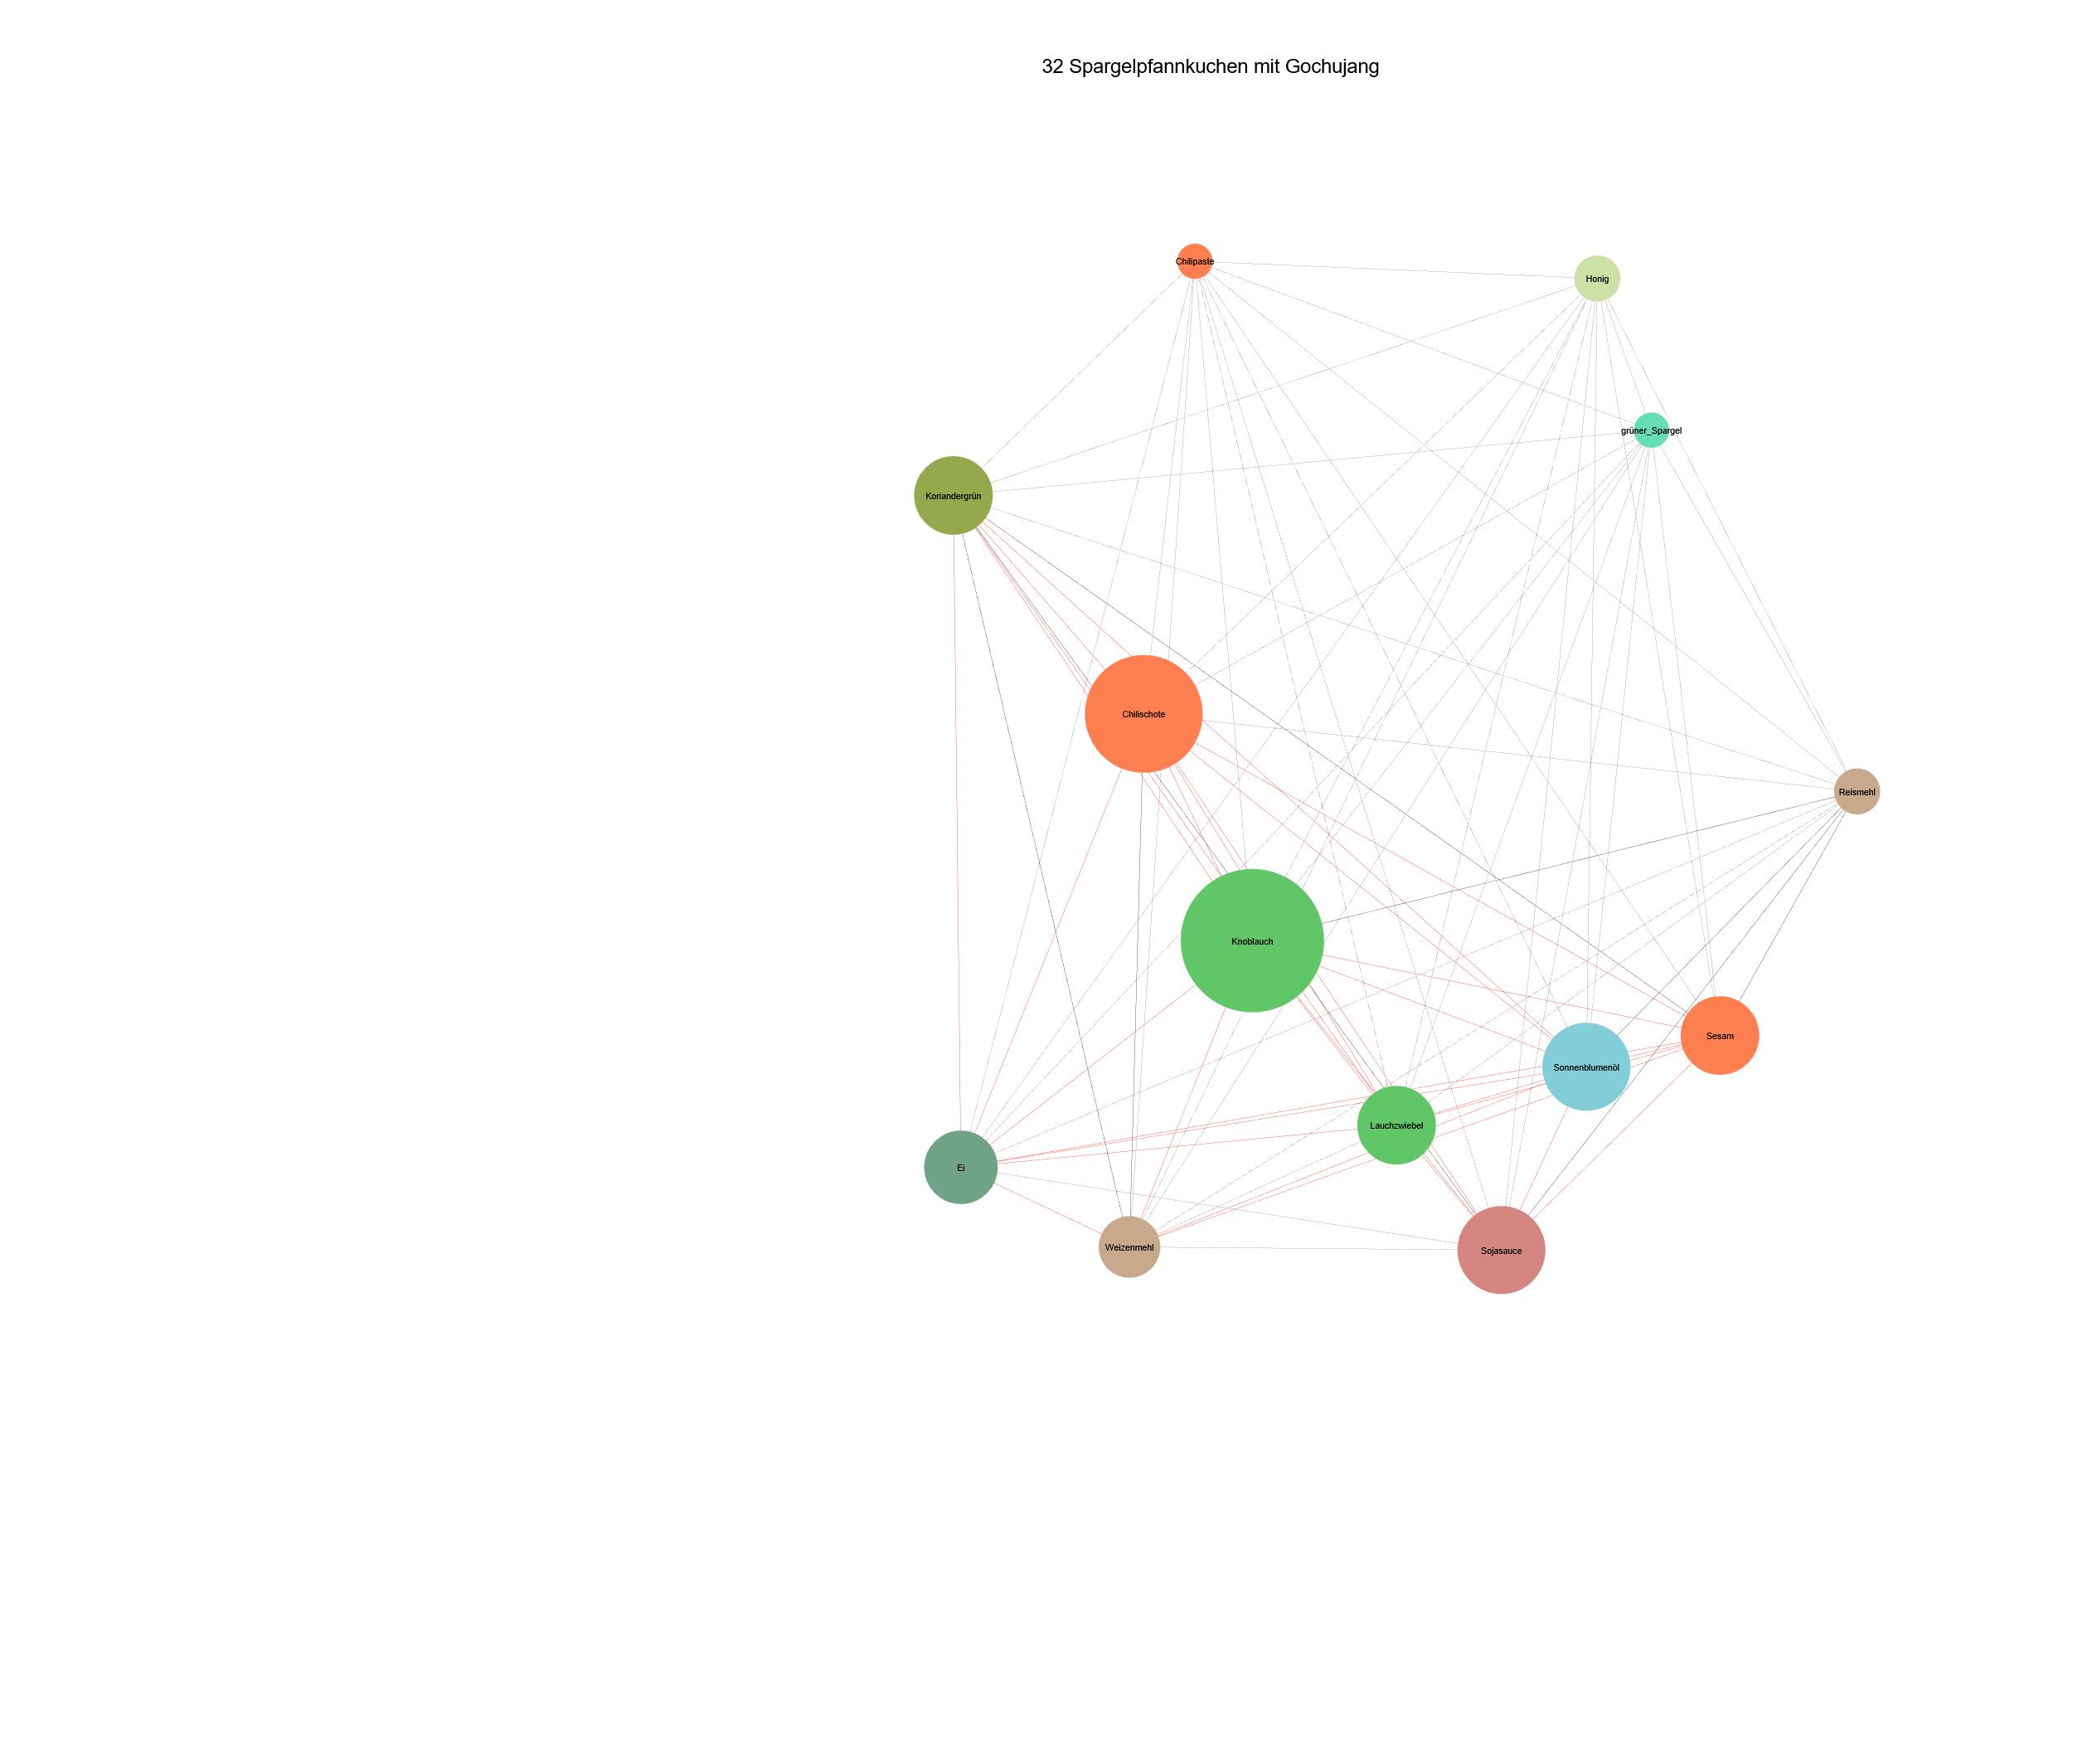 32 Spargelpfannkuchen mit Gochujang
Chilipaste
Honig
grüner_Spargel
Koriandergrün
Chilischote
Reismehl
Knoblauch
Sesam
Sonnenblumenöl
Lauchzwiebel
Ei
Weizenmehl
Sojasauce